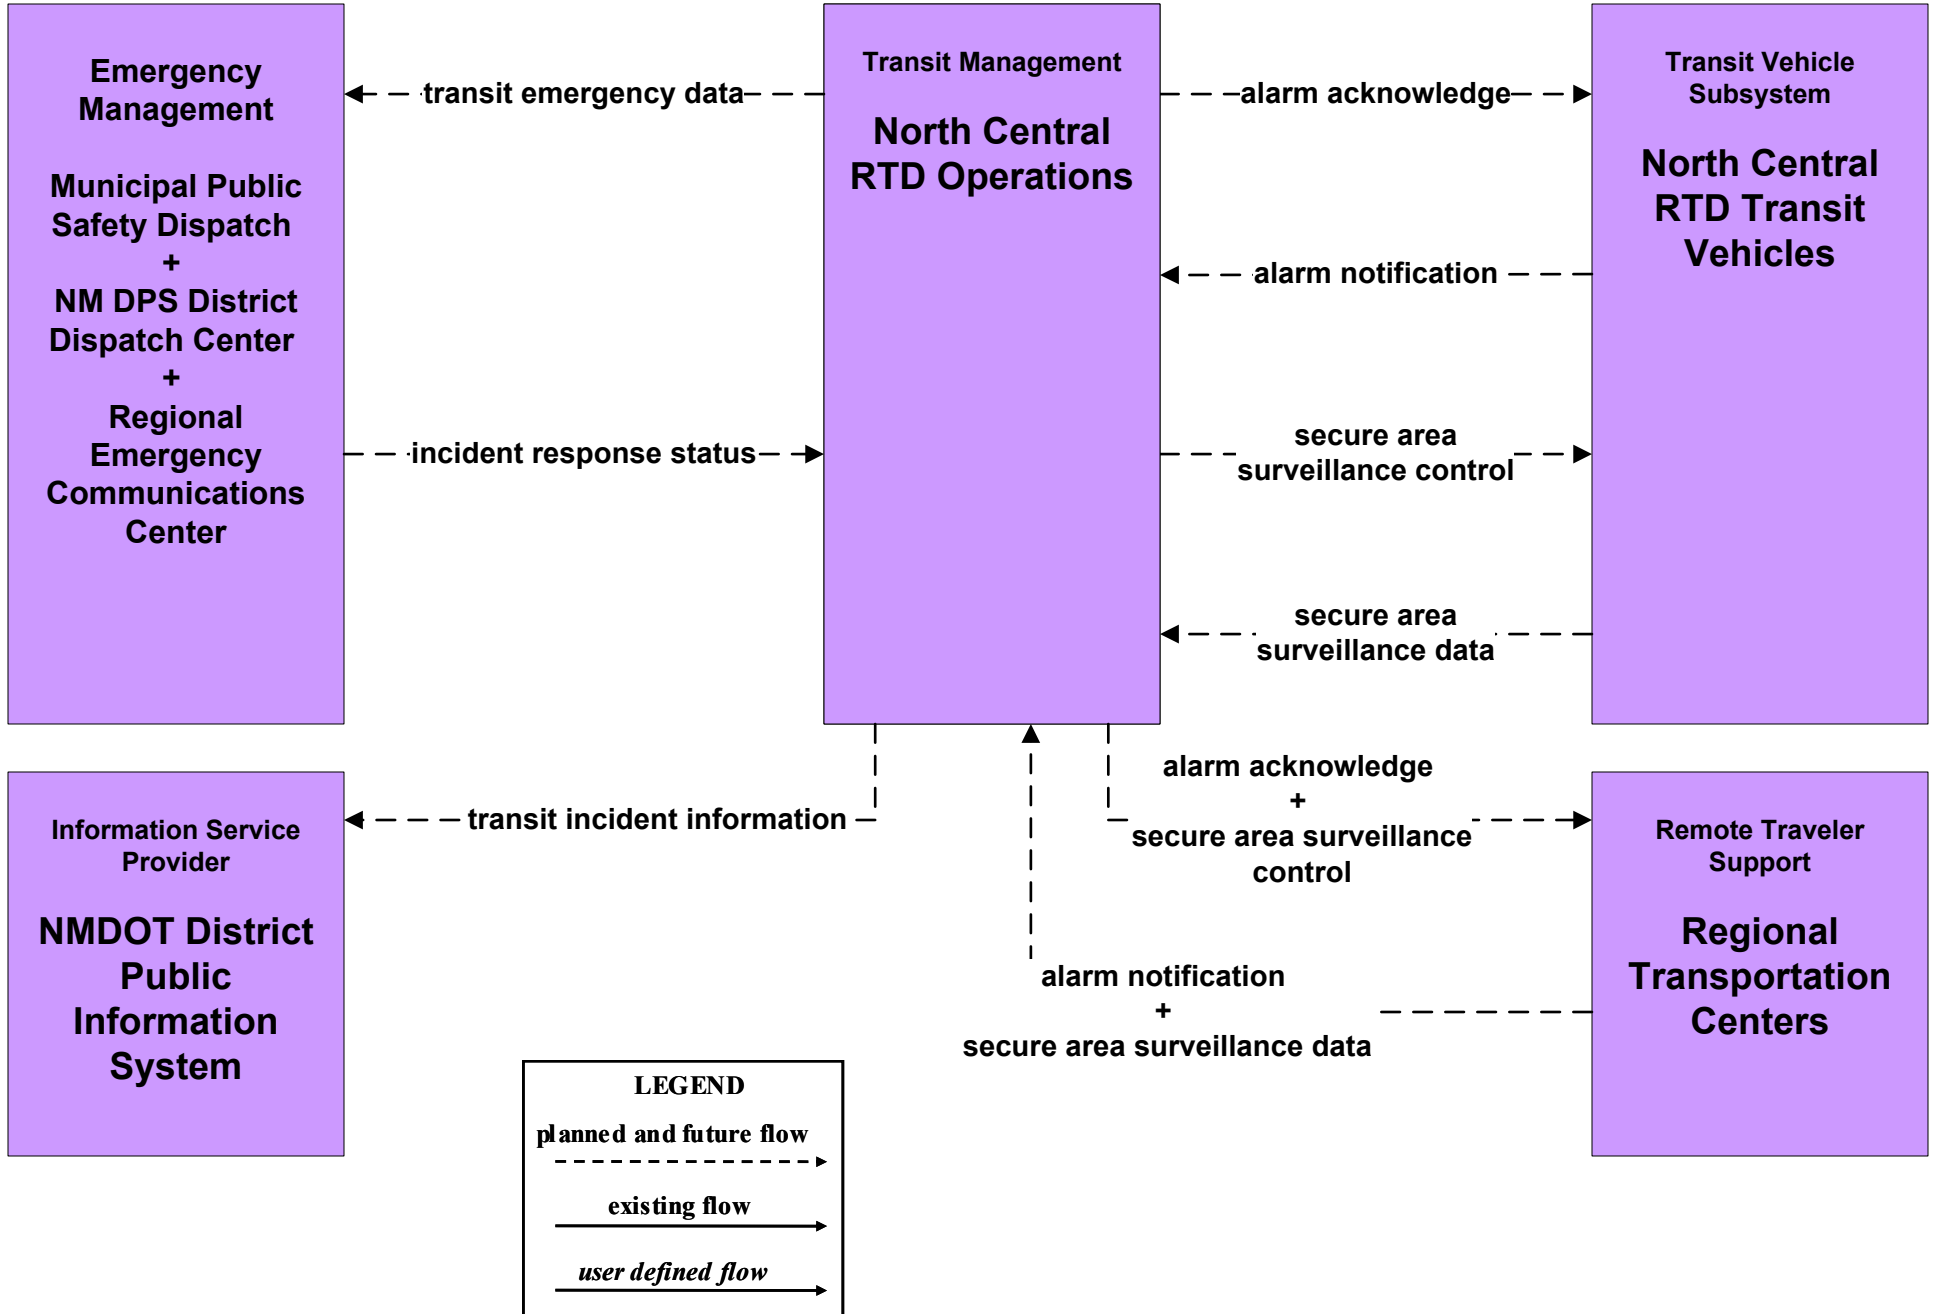 Emergency
Management
Municipal Public
Safety Dispatch
+
NM DPS District
Dispatch Center
+
Regional
Emergency
Communications
Center
transit emergency data
incident response status
Transit Management
North Central
RTD Operations
alarm acknowledge
alarm notification
secure area
surveillance control
secure area
surveillance data
Transit Vehicle
Subsystem
North Central
RTD Transit
Vehicles
Information Service
Provider
NMDOT District
Public
Information
System
transit incident information
alarm acknowledge
+
secure area surveillance
control
alarm notification
+
secure area surveillance data
Remote Traveler
Support
Regional
Transportation
Centers
LEGEND
planned and future flow
existing flow
user defined flow